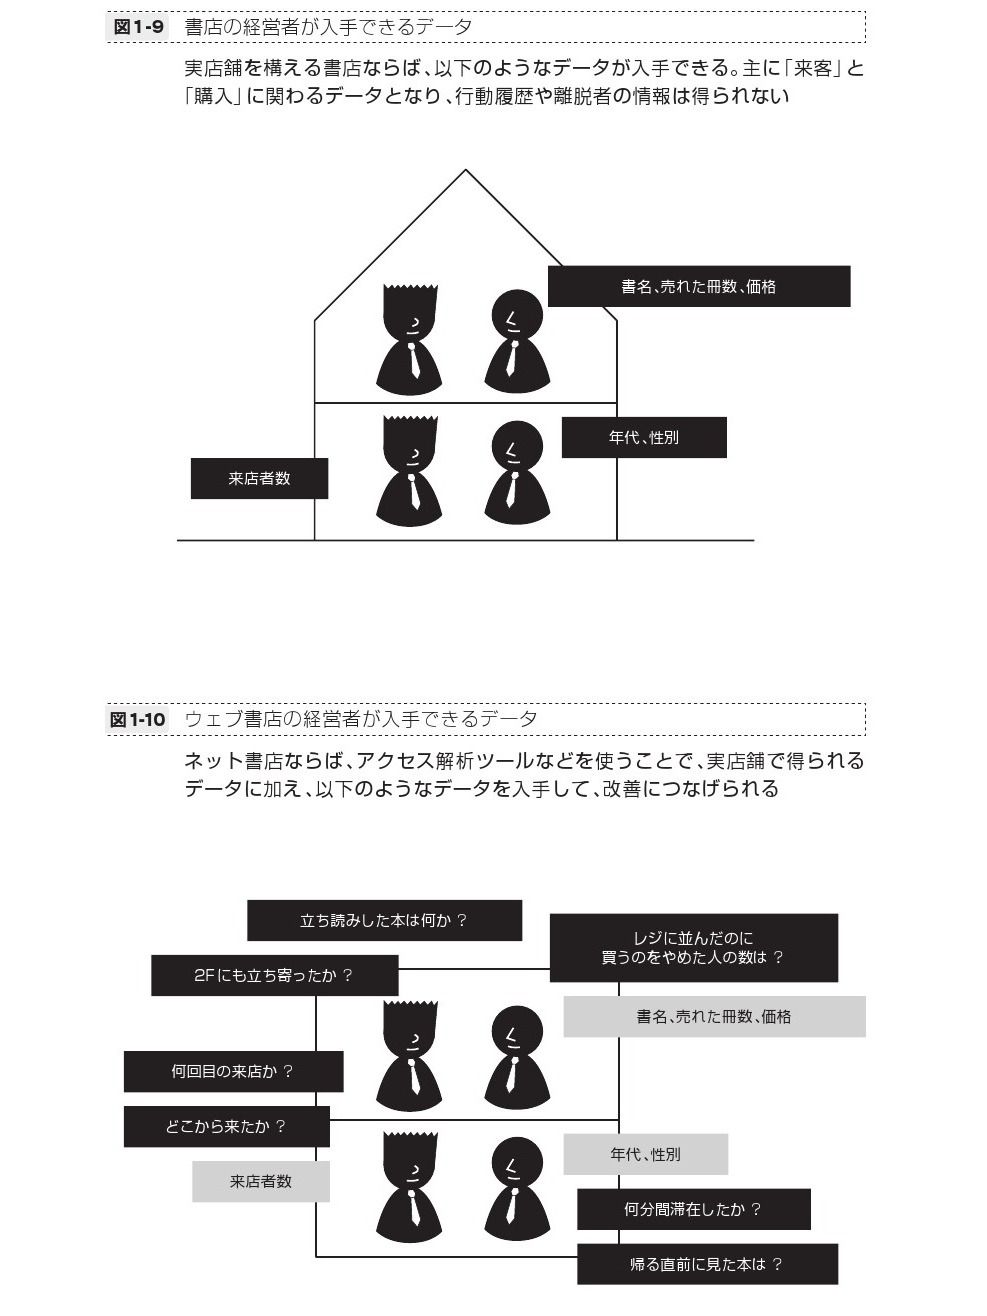 図1-9 書店の経営者が入手できるデータ
実店舗を構える書店ならば、以下のようなデータが入手できる。主に「来客」と
「購入」に関わるデータとなり、行動履歴や離脱者の情報は得られない
書名、売れた冊数、価格
年代、性別
来店者数
図1-10 ウェブ書店の経営者が入手できるデータ
ネット書店ならば、アクセス解析ツールなどを使うことで、実店舗で得られる
データに加え、以下のようなデータを入手して、改善につなげられる
立ち読みした本は何か？
レジに並んだのに
買うのをやめた人の数は？
2Fにも立ち寄ったか？
書名、売れた冊数、価格
何回目の来店か？
どこから来たか？
年代、性別
来店者数
何分間滞在したか？
帰る直前に見た本は？